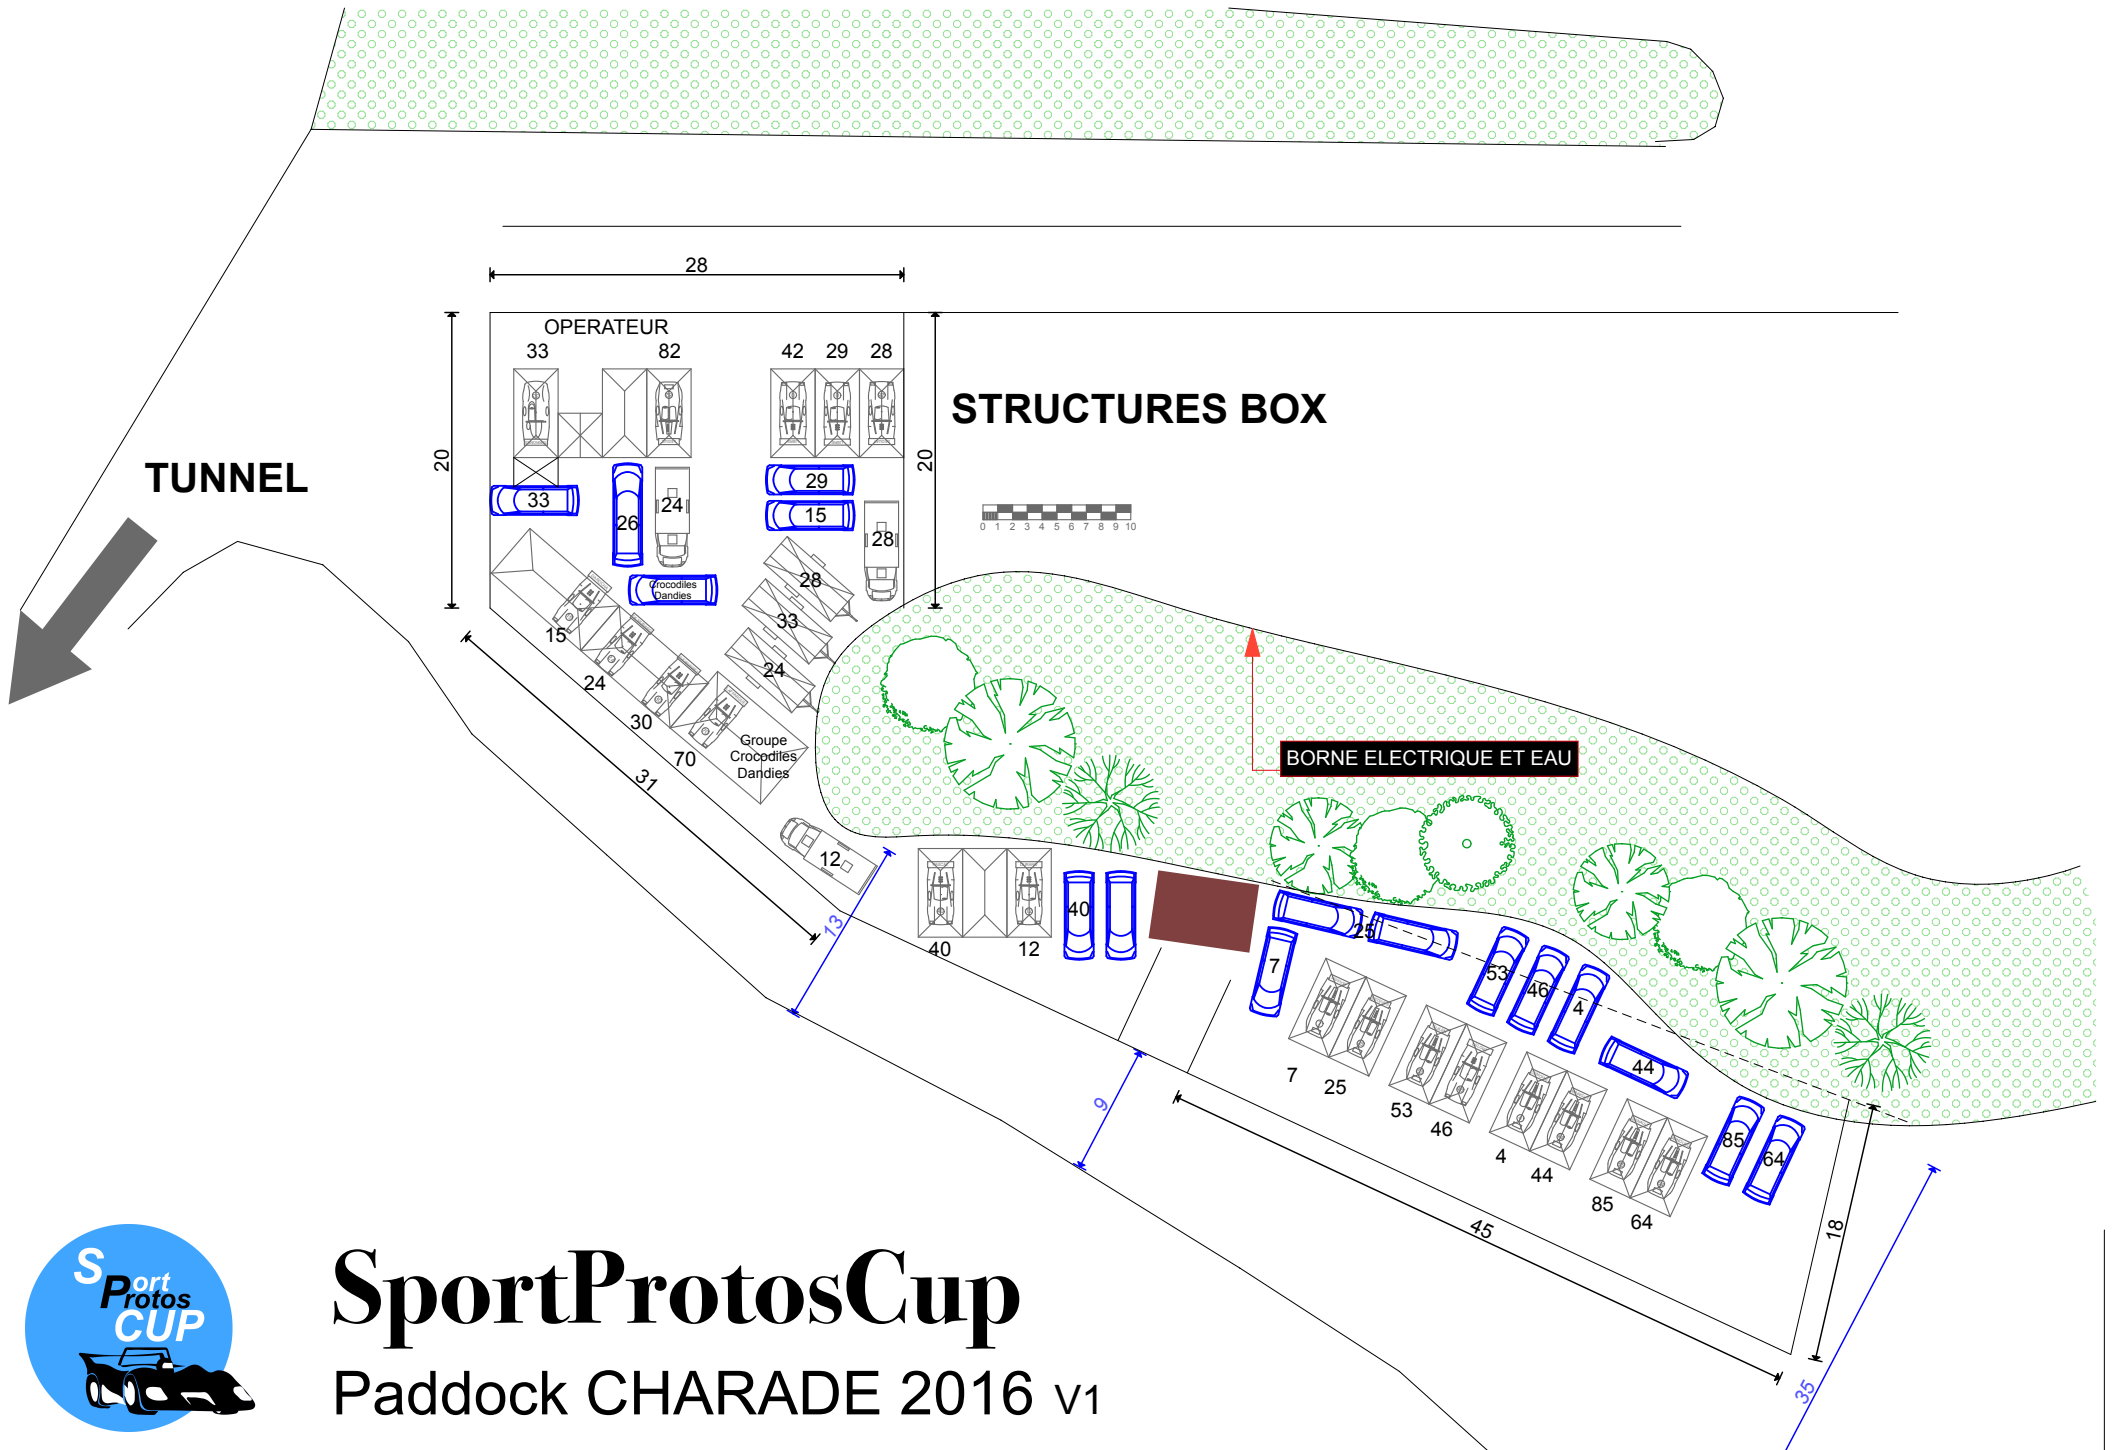 28
OPERATEUR
33 82 42 29 28
STRUCTURES BOX
20 20
TUNNEL
29
33 24 15
26
28
0 1 2 3 4 5 6 7 8 9 10
Crocodiles
Dandies
28
33
15
24
24
30
70
Groupe
Crocodiles
Dandies
31
BORNE ELECTRIQUE ET EAU
12
13
40
40 12
25
7
53
46
4
44
7
25
53
46
4
44
85
64
85
64
9
45
18
35
Sport
Protos
CUP
SportProtosCup
Paddock CHARADE 2016 V1